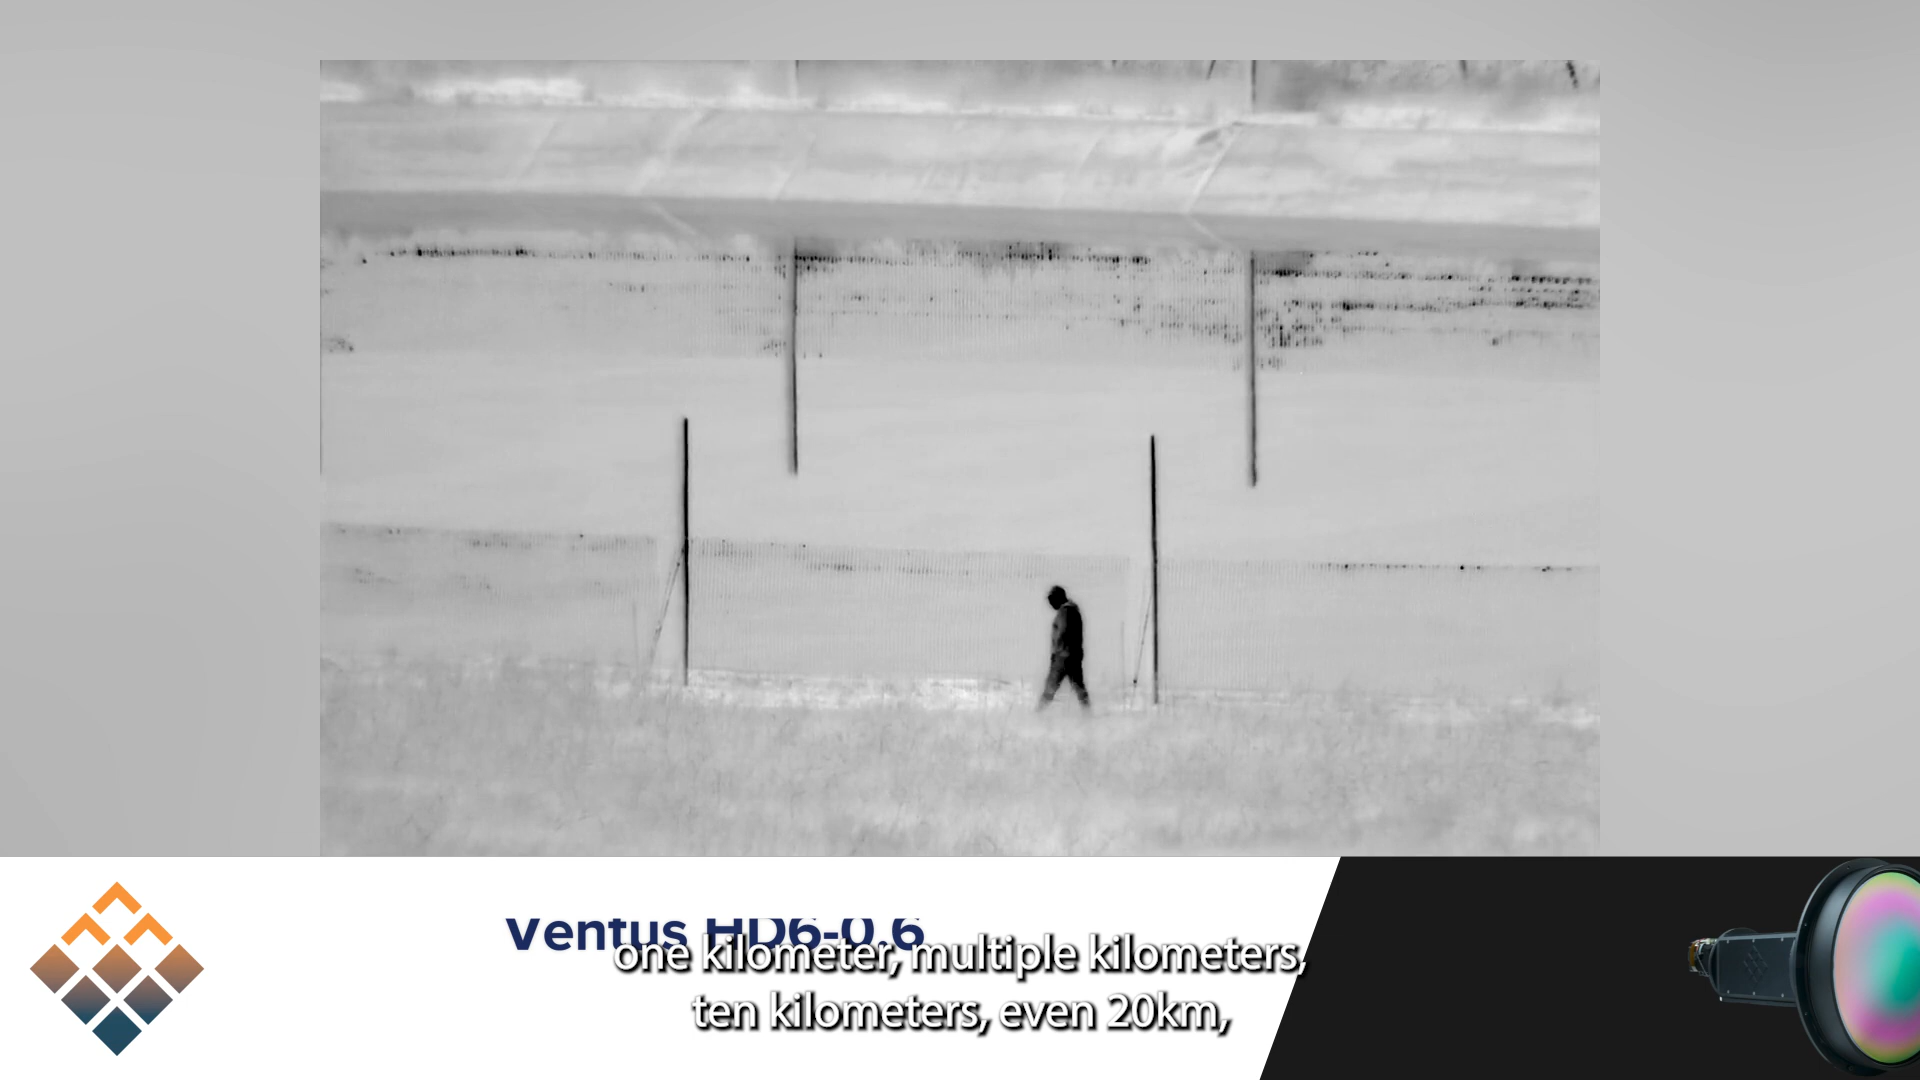 Ventus HD6-0.6
one kilometer, multiple kilometers,
ten kilometers, even 20km,